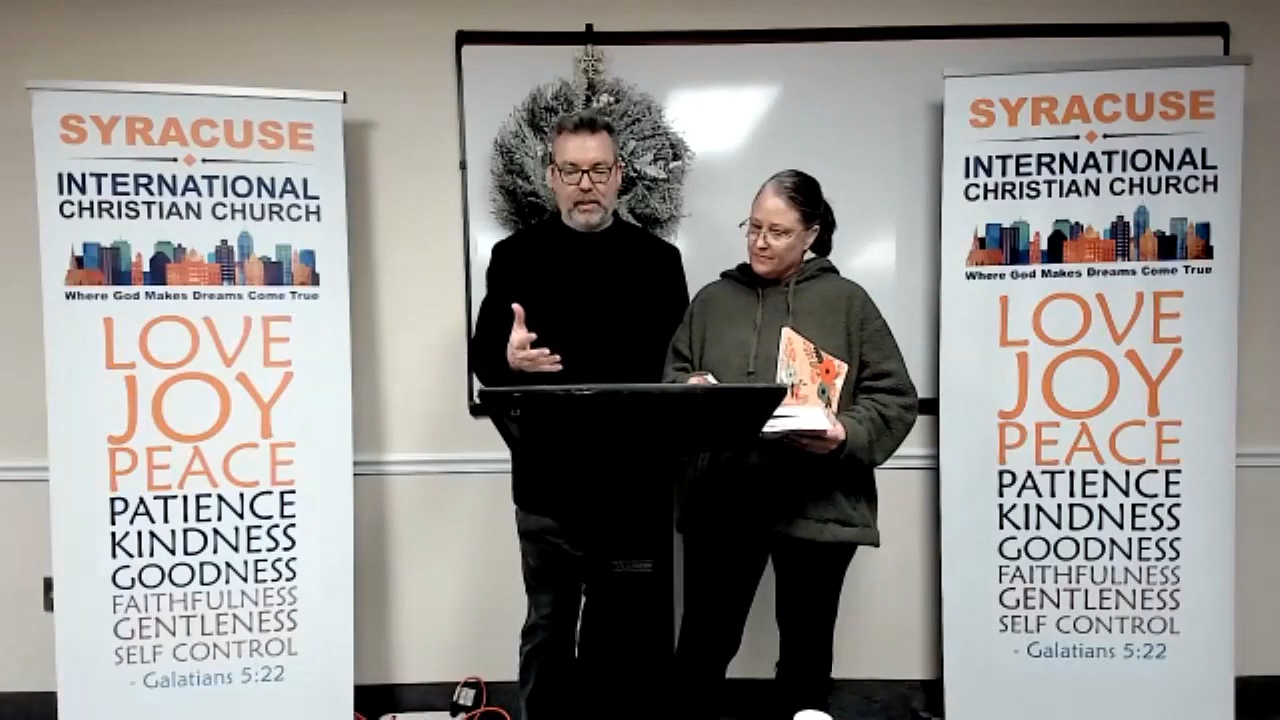 SYRACUSE
INTERNATIONAL
CHRISTIAN CHURCH
Where God Makes Dreams Come True
LOVE
JOY
PEACE
PATIENCE
KINDNESS
GOODNESS
FAITHFULNESS
GENTLENESS
SELF CONTROL
- Galatians 5:22
SYRACUSE
INTERNATIONAL
CHRISTIAN CHURCH
Where God Makes Dreams Come True
LOVE
JOY
PEACE
PATIENCE
KINDNESS
GOODNESS
FAITHFULNESS
GENTLENESS
SELF CONTROL
- Galatians 5:22